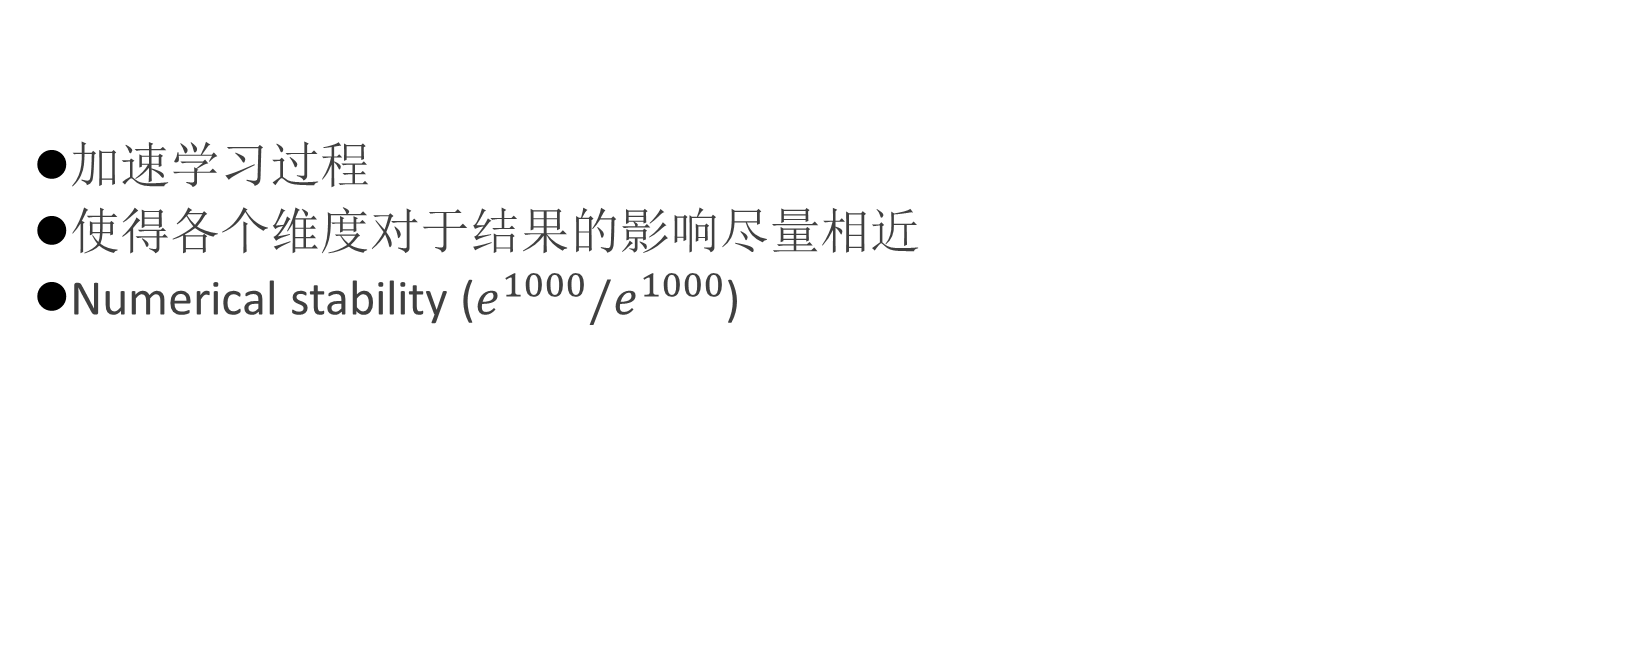 ●加速学习过程
●使得各个维度对于结果的影响尽量相近
●Numerical stability (𝑒^1000/𝑒^1000)